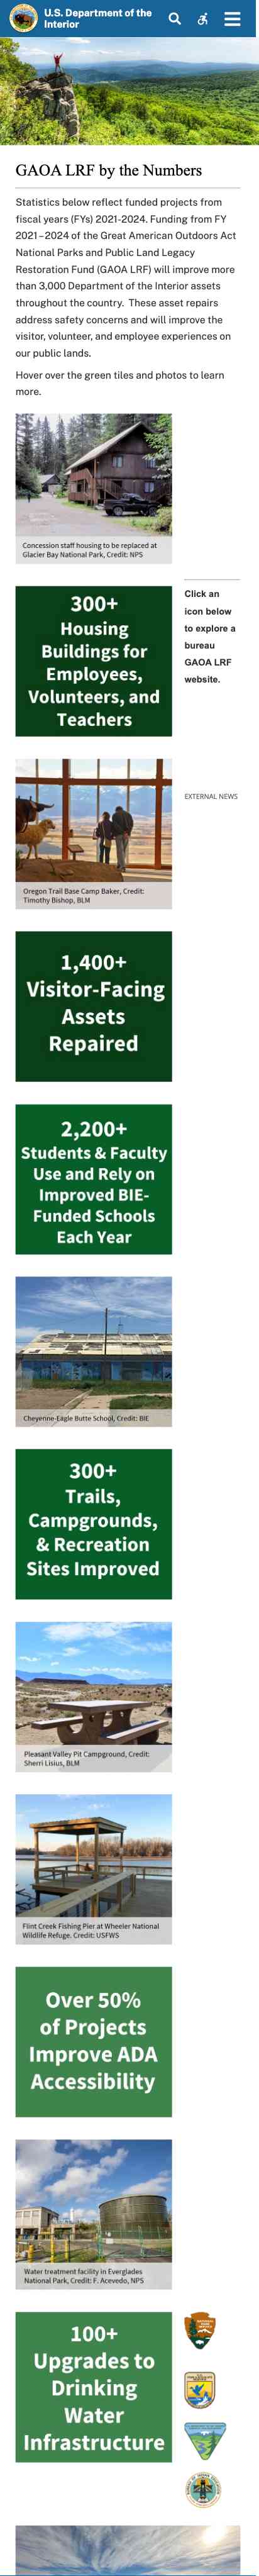 U.S. Department of the
Interior
GAOA LRF by the Numbers
Statistics below reflect funded projects from
fiscal years (FYs) 2021-2024. Funding from FY
2021–2024 of the Great American Outdoors Act
National Parks and Public Land Legacy
Restoration Fund (GAOA LRF) will improve more
than 3,000 Department of the Interior assets
throughout the country.  These asset repairs
address safety concerns and will improve the
visitor, volunteer, and employee experiences on
our public lands.
Hover over the green tiles and photos to learn
more.
Concession staff housing to be replaced at
Glacier Bay National Park, Credit: NPS
300+
Housing
Buildings for
Employees,
Volunteers, and
Teachers
Click an
icon below
to explore a
bureau
GAOA LRF
website.
EXTERNAL NEWS
Oregon Trail Base Camp Baker, Credit:
Timothy Bishop, BLM
1,400+
Visitor-Facing
Assets
Repaired
2,200+
Students & Faculty
Use and Rely on
Improved BIE-
Funded Schools
Each Year
Cheyenne-Eagle Butte School, Credit: BIE
300+
Trails,
Campgrounds,
& Recreation
Sites Improved
Pleasant Valley Pit Campground, Credit:
Sherri Lisius, BLM
Flint Creek Fishing Pier at Wheeler National
Wildlife Refuge. Credit: USFWS
Over 50%
of Projects
Improve ADA
Accessibility
Water treatment facility in Everglades
National Park, Credit: F. Acevedo, NPS
100+
Upgrades to
Drinking
Water
Infrastructure